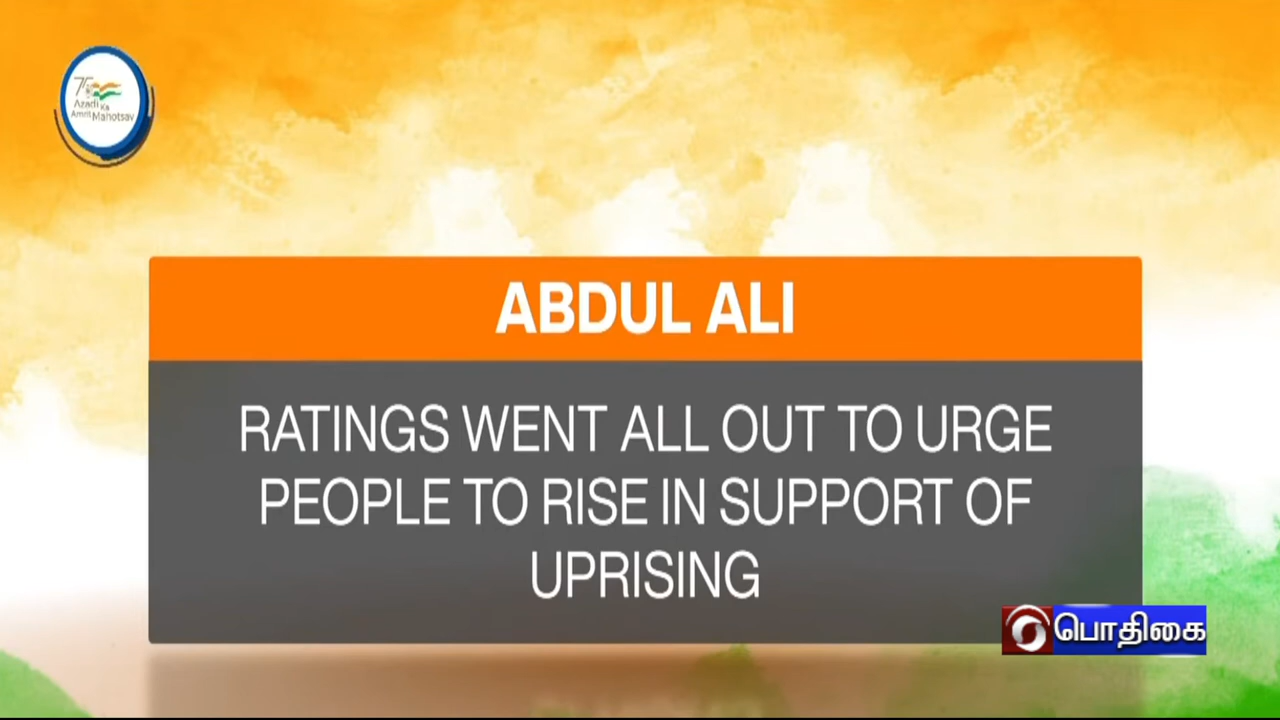 75
Azadi Ka
Amrit Mahotsav
ABDUL ALI
RATINGS WENT ALL OUT TO URGE
PEOPLE TO RISE IN SUPPORT OF
UPRISING
பொதிகை